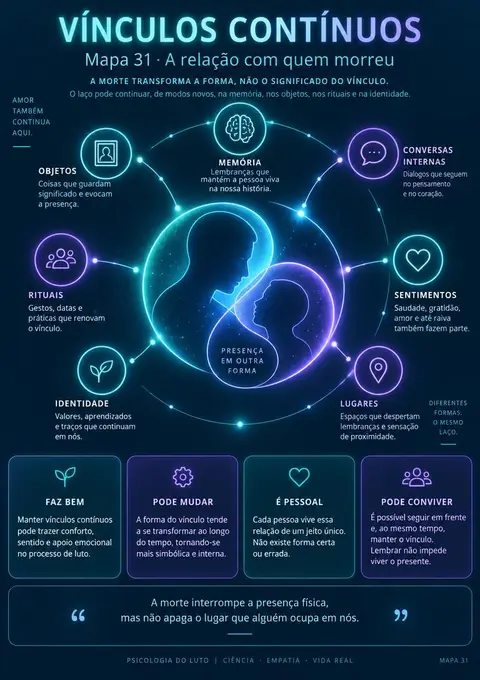 VÍNCULOS CONTÍNUOS
Mapa 31 · A relação com quem morreu
A MORTE TRANSFORMA A FORMA, NÃO O SIGNIFICADO DO VÍNCULO.
O laço pode continuar, de modos novos, na memória, nos objetos, nos rituais e na identidade.
AMOR
TAMBÉM
CONTINUA
AQUI.
MEMÓRIA
Lembranças que
mantém a pessoa viva
na nossa história.
CONVERSAS
INTERNAS
Dialogos que seguem
no pensamento
e no coração.
OBJETOS
Coisas que guardam
significado e evocam
a presença.
RITUAIS
Gestos, datas e
práticas que renovam
o vínculo.
SENTIMENTOS
Saudade, gratidão,
amor e até raiva
também fazem parte.
PRESENÇA
EM OUTRA
FORMA
IDENTIDADE
Valores, aprendizados
e traços que continuam
em nós.
LUGARES
Espaços que despertam
lembranças e sensação
de proximidade.
DIFERENTES
FORMAS.
O MESMO
LAÇO.
FAZ BEM
Manter vínculos contínuos
pode trazer conforto,
sentido e apoio emocional
no processo de luto.
PODE MUDAR
A forma do vínculo tende
a se transformar ao longo
do tempo, tornando-se
mais simbólica e interna.
É PESSOAL
Cada pessoa vive essa
relação de um jeito único.
Não existe forma certa
ou errada.
PODE CONVIVER
É possível seguir em frente
e, ao mesmo tempo,
manter o vínculo.
Lembrar não impede
viver o presente.
“ A morte interrompe a presença física, ”
mas não apaga o lugar que alguém ocupa em nós.
PSICOLOGIA DO LUTO | CIÊNCIA · EMPATIA · VIDA REAL
MAPA 31